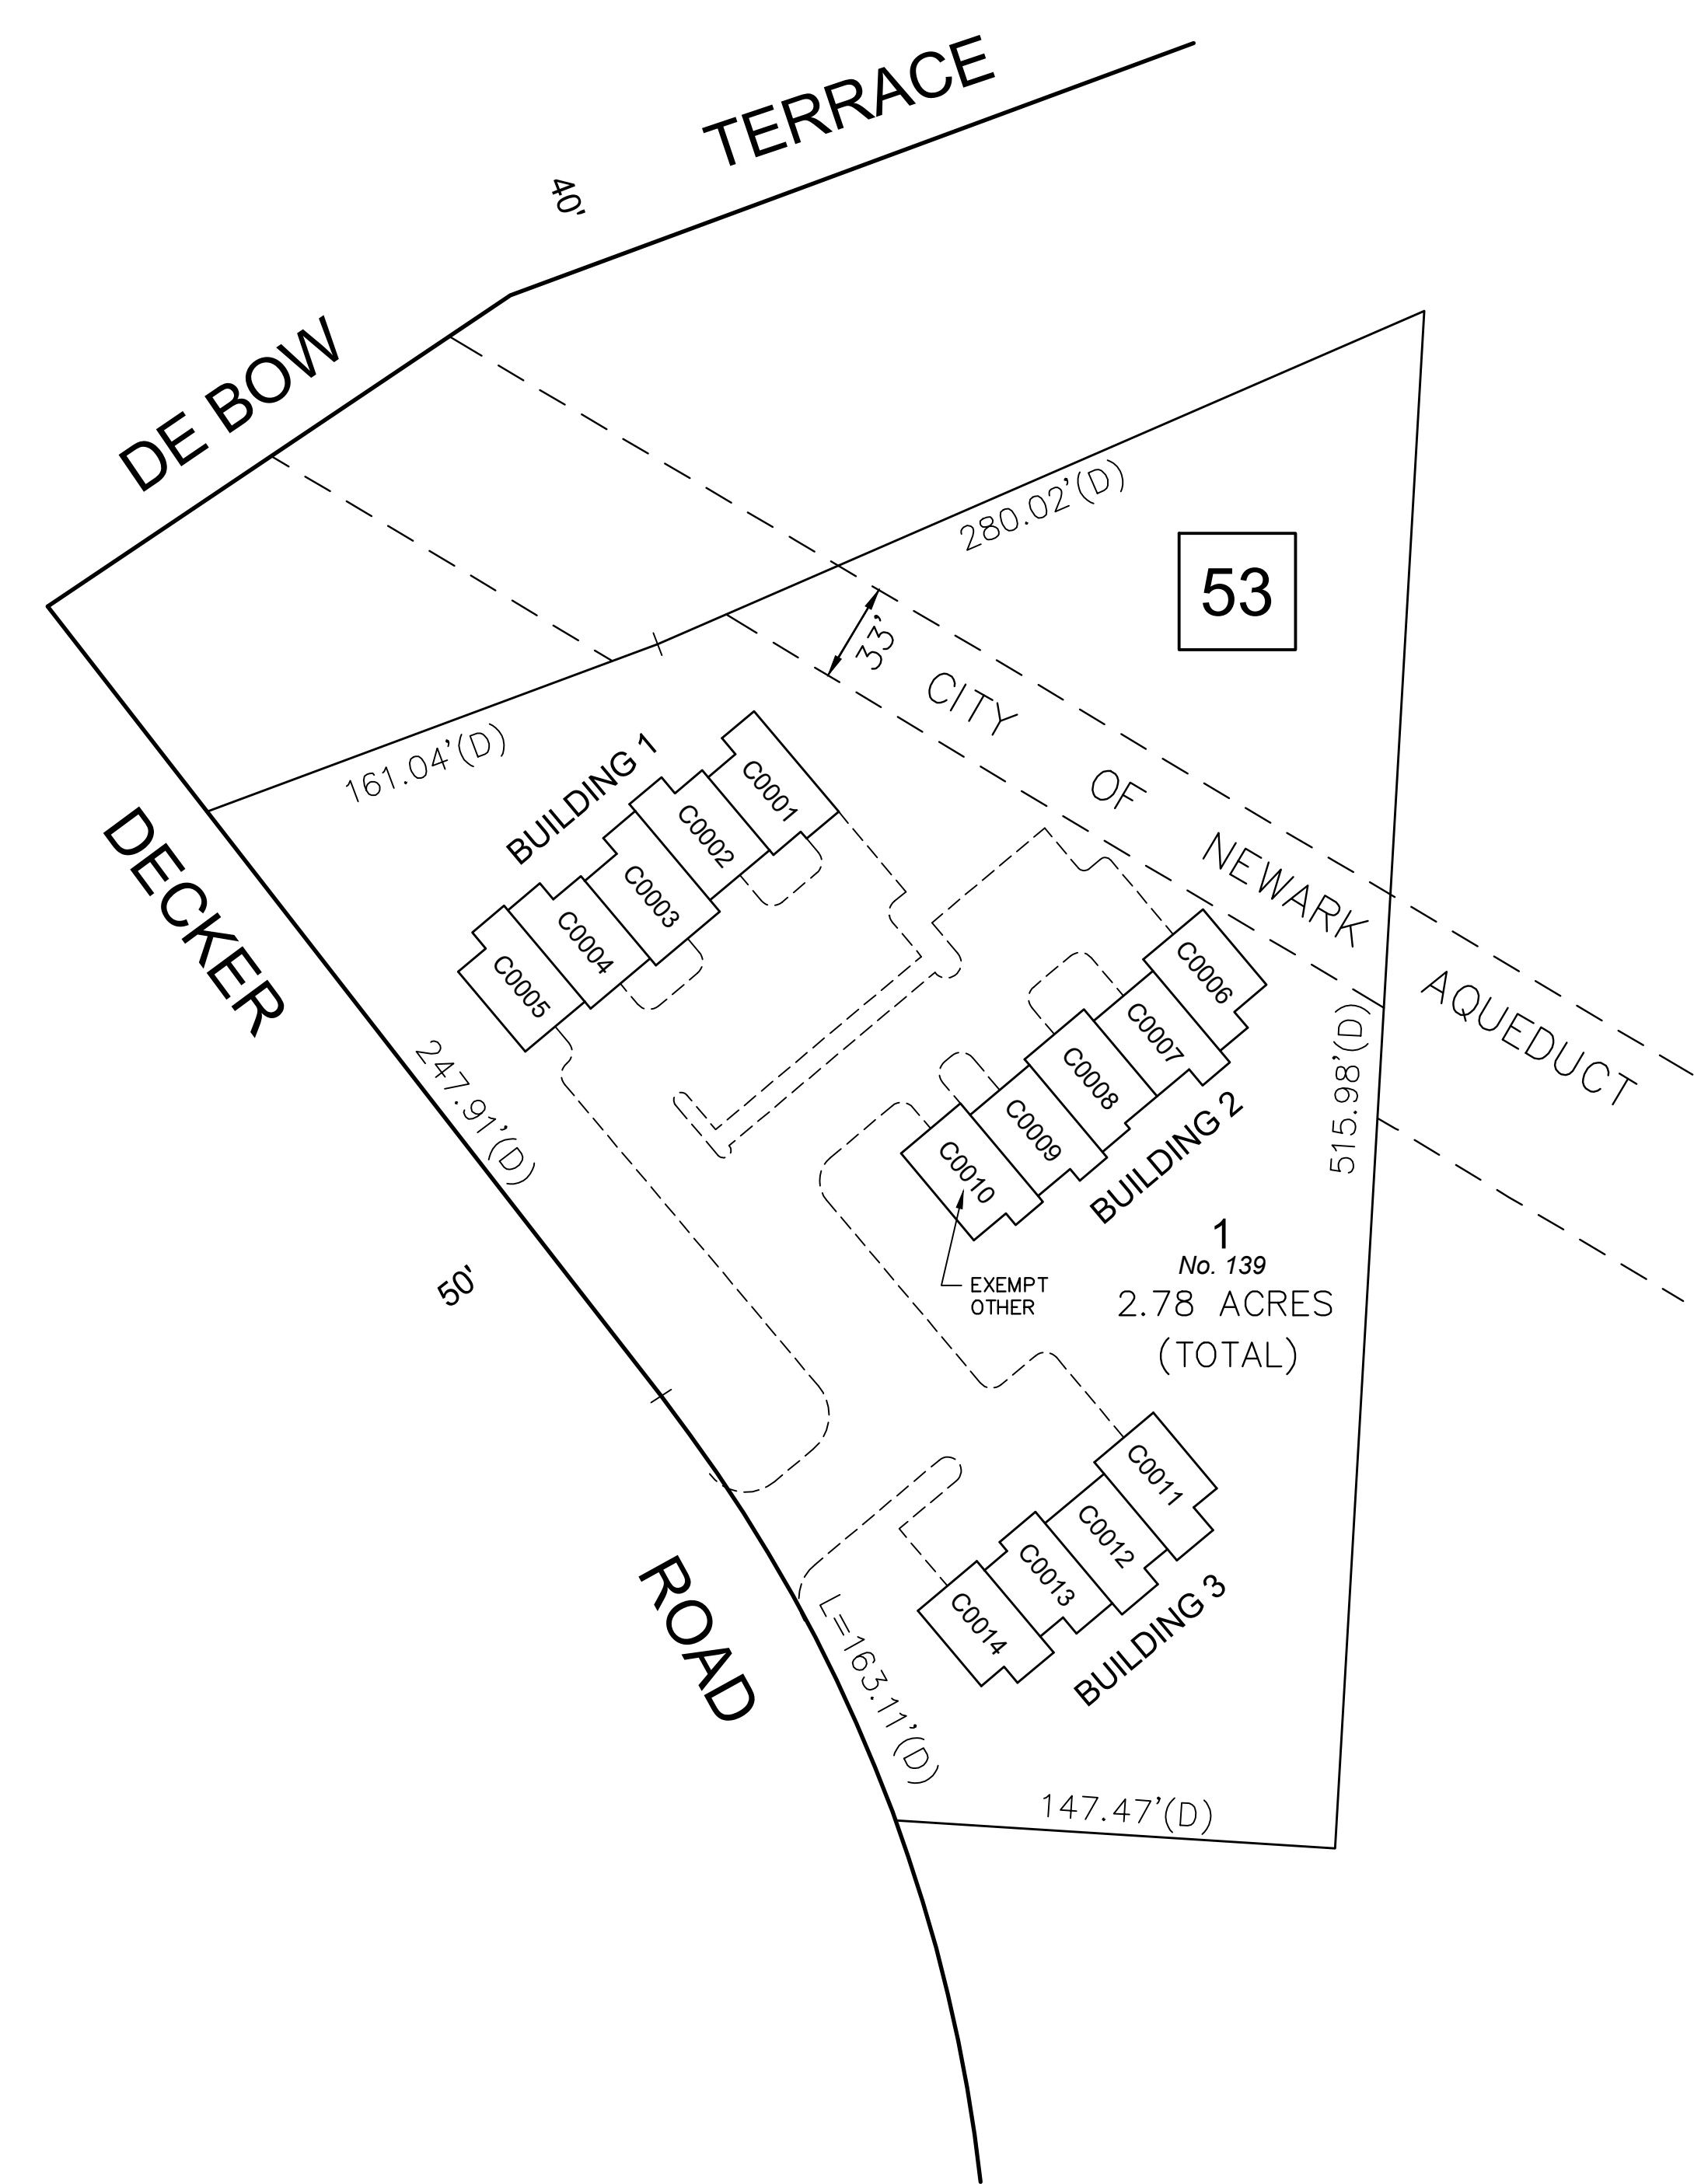 TERRACE
40'
DE BOW
280.02'(D)
53
33'
CITY
OF
NEWARK
AQUEDUCT
161.04'(D)
BUILDING 1
C0001
C0002
C0003
C0004
C0005
DECKER
247.91'(D)
50'
C0006
C0007
C0008
C0009
C0010
BUILDING 2
515.98'(D)
EXEMPT
OTHER
1
No. 139
2.78 ACRES
(TOTAL)
C0011
C0012
C0013
C0014
BUILDING 3
ROAD
L=163.11'(D)
147.47'(D)